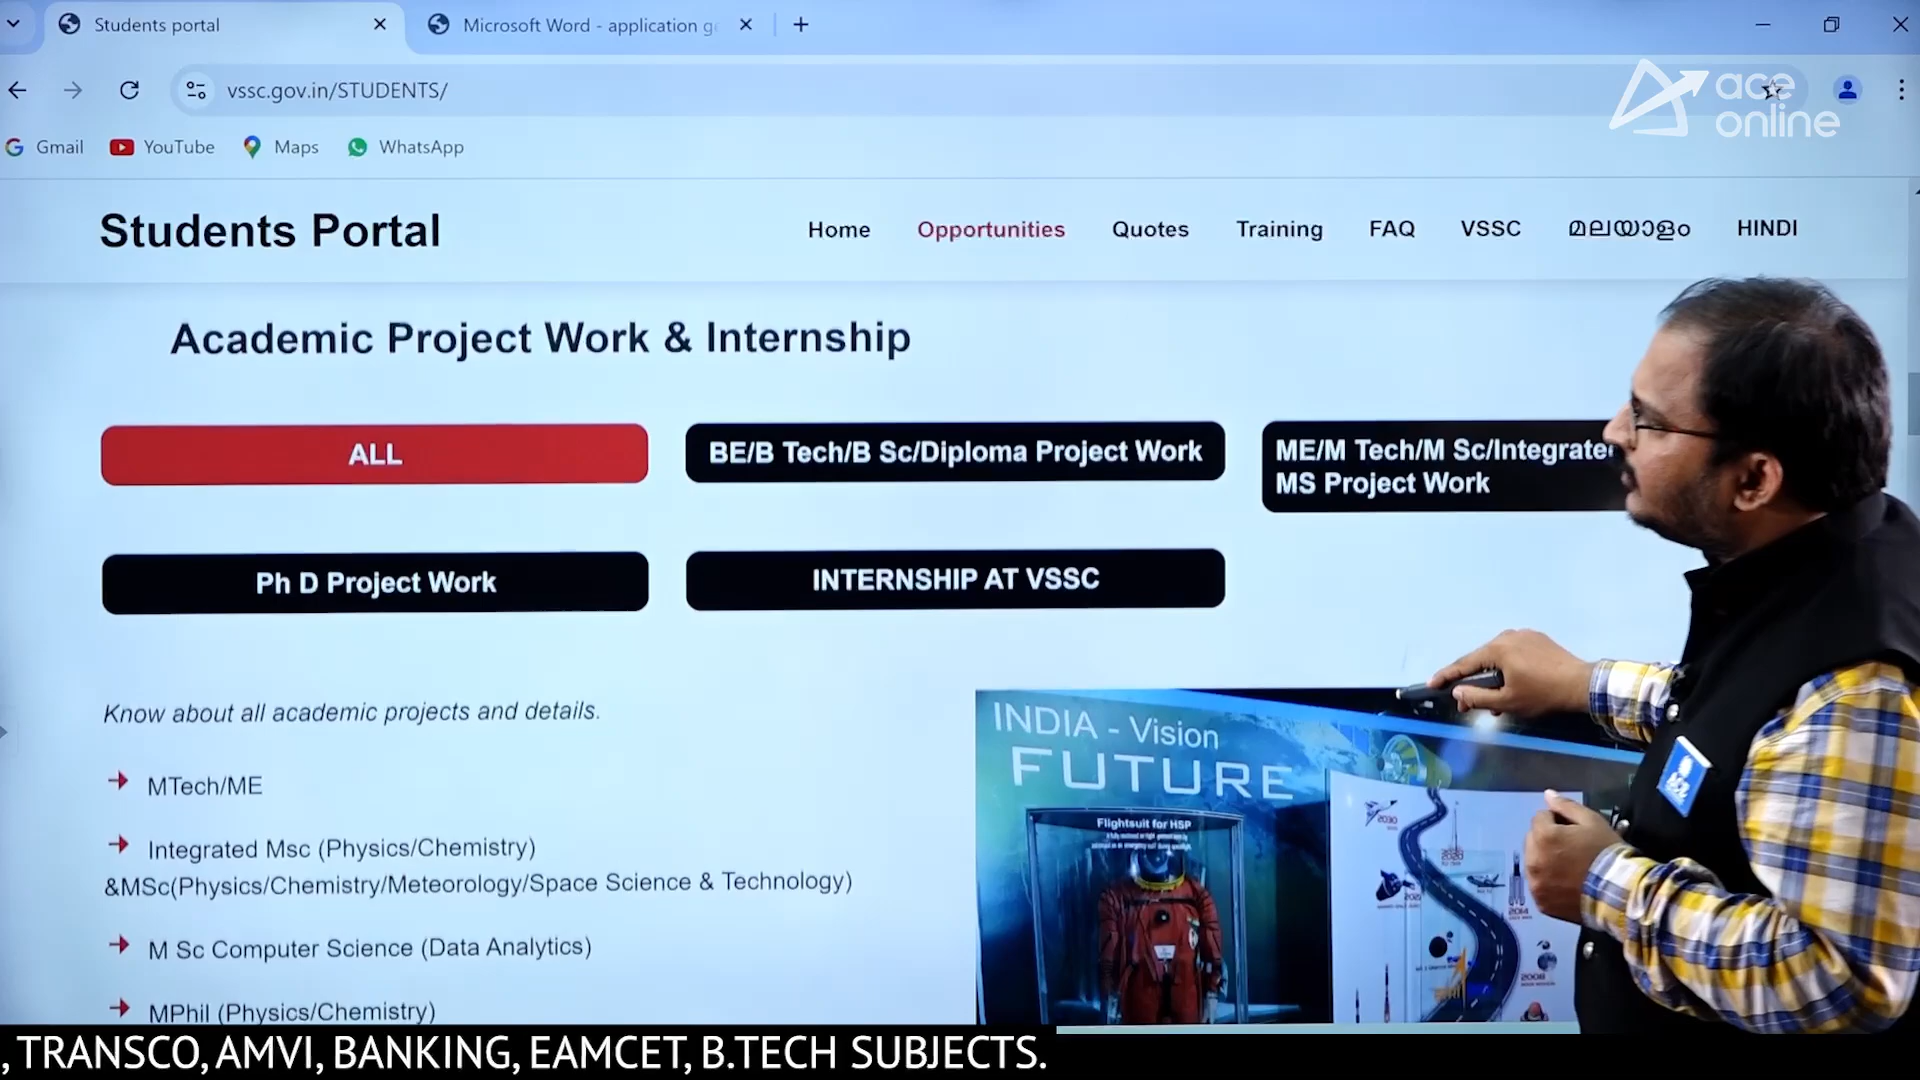 Students portal
Microsoft Word - application g
vssc.gov.in/STUDENTS/
ace
online
Gmail
YouTube
Maps
WhatsApp
Students Portal
Home
Opportunities
Quotes
Training
FAQ
VSSC
മലയാളം
HINDI
Academic Project Work & Internship
ALL
BE/B Tech/B Sc/Diploma Project Work
ME/M Tech/M Sc/Integrated
MS Project Work
Ph D Project Work
INTERNSHIP AT VSSC
Know about all academic projects and details.
MTech/ME
Integrated Msc (Physics/Chemistry)
&MSc(Physics/Chemistry/Meteorology/Space Science & Technology)
M Sc Computer Science (Data Analytics)
MPhil (Physics/Chemistry)
INDIA - Vision
FUTURE
Flightsuit for HSP
, TRANSCO, AMVI, BANKING, EAMCET, B.TECH SUBJECTS.